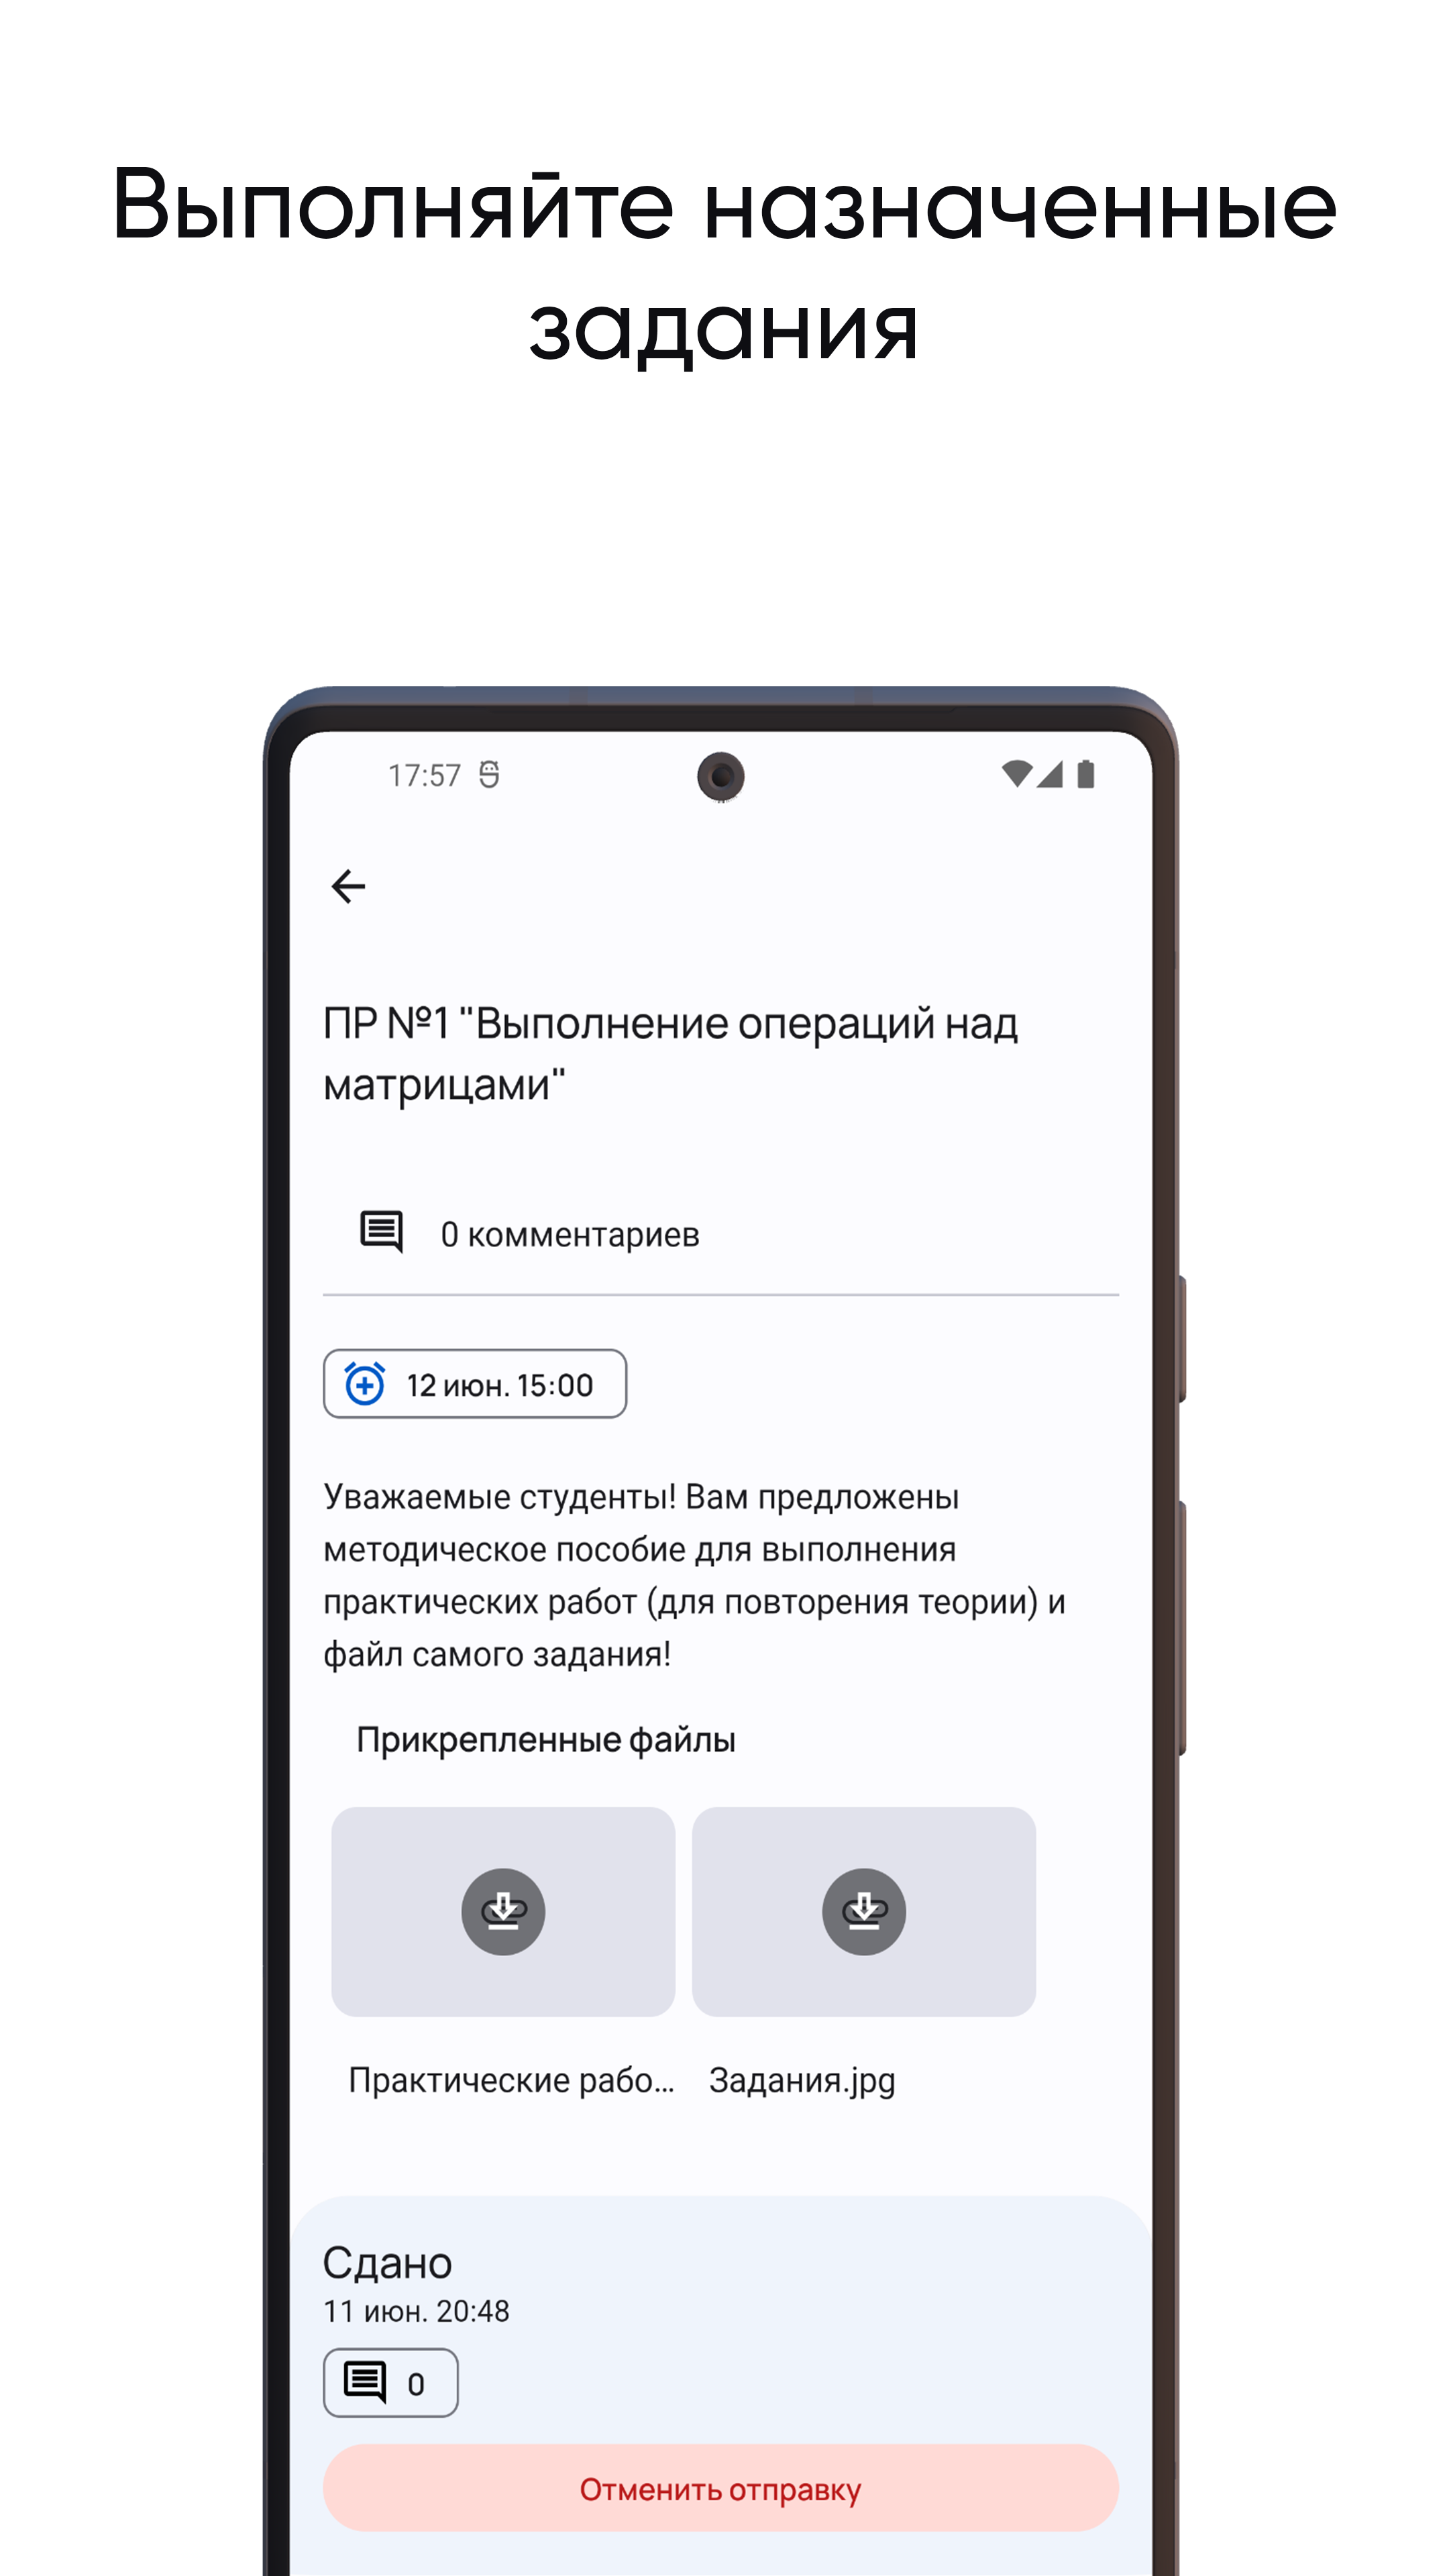 Выполняйте назначенные
задания
17:57
ПР №1 "Выполнение операций над
матрицами"
0 комментариев
12 июн. 15:00
Уважаемые студенты! Вам предложены
методическое пособие для выполнения
практических работ (для повторения теории) и
файл самого задания!
Прикрепленные файлы
Практические рабо... Задания.jpg
Сдано
11 июн. 20:48
0
Отменить отправку